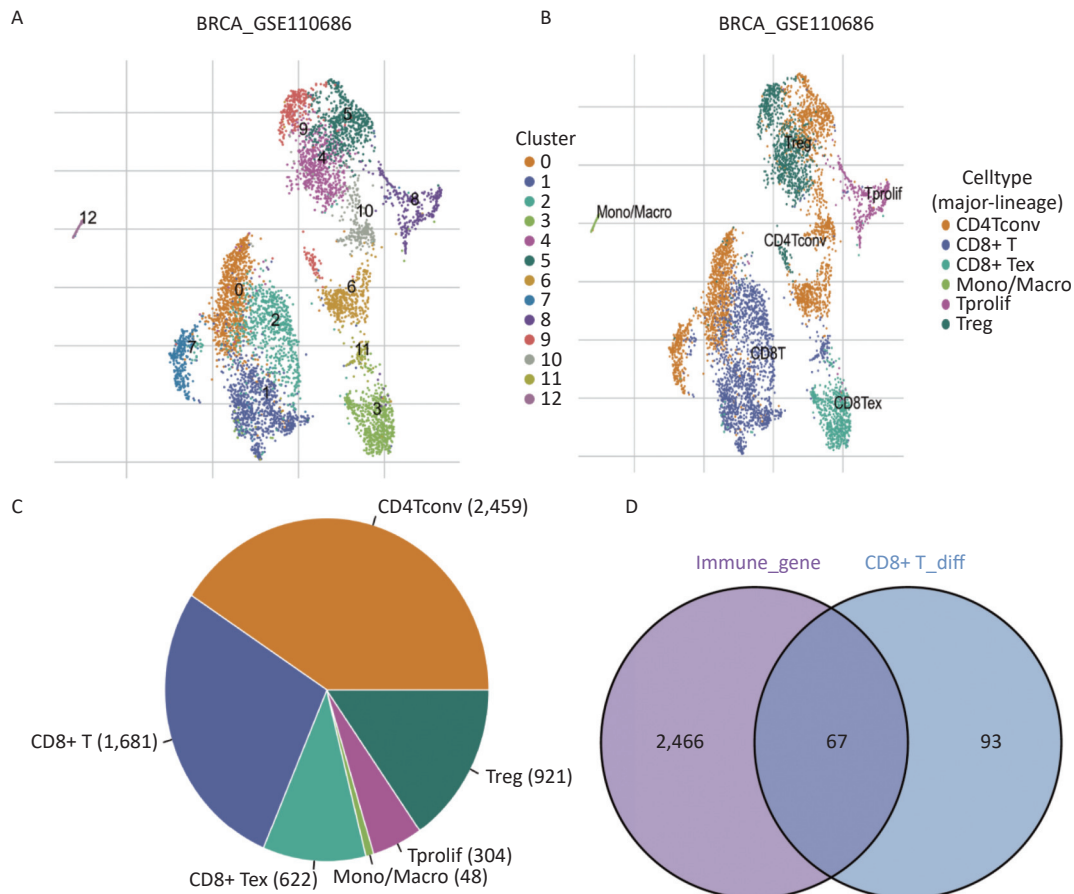 A
BRCA_GSE110686
5
9
4
8
10
12
6
0
2
11
7
1
3
Cluster
0
1
2
3
4
5
6
7
8
9
10
11
12
B
BRCA_GSE110686
Treg
Tprolif
Mono/Macro
CD4Tconv
CD8T
CD8Tex
Celltype
(major-lineage)
CD4Tconv
CD8+ T
CD8+ Tex
Mono/Macro
Tprolif
Treg
C
CD4Tconv (2,459)
CD8+ T (1,681)
Treg (921)
Tprolif (304)
CD8+ Tex (622)
Mono/Macro (48)
D
Immune_gene
CD8+ T_diff
2,466
67
93